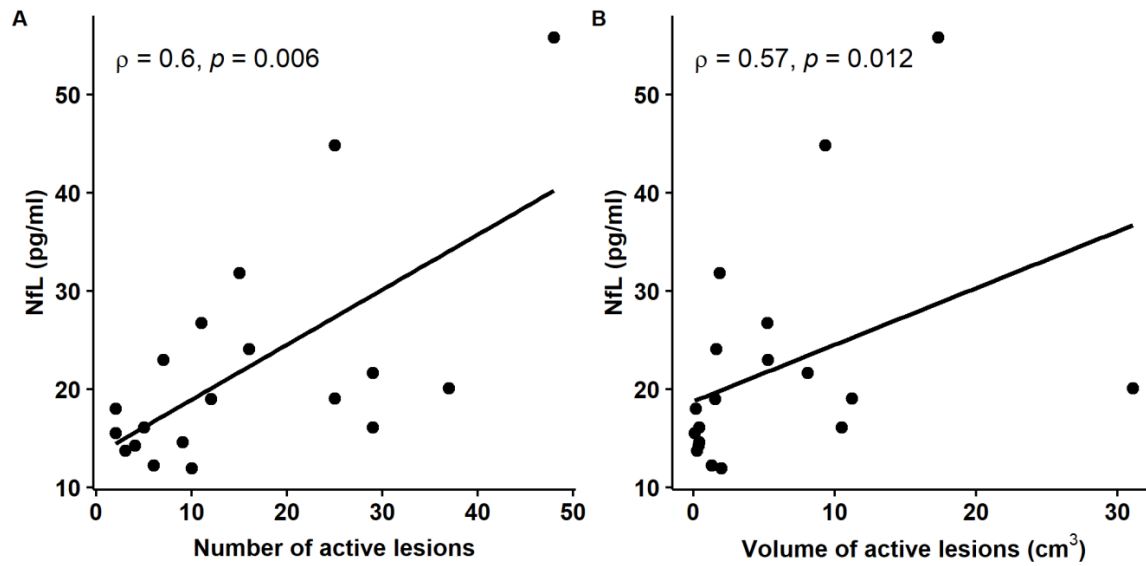 A
ρ = 0.6, p = 0.006
50
40
30
20
10
NfL (pg/ml)
0 10 20 30 40 50
Number of active lesions
B
ρ = 0.57, p = 0.012
50
40
30
20
10
NfL (pg/ml)
0 10 20 30
Volume of active lesions (cm³)